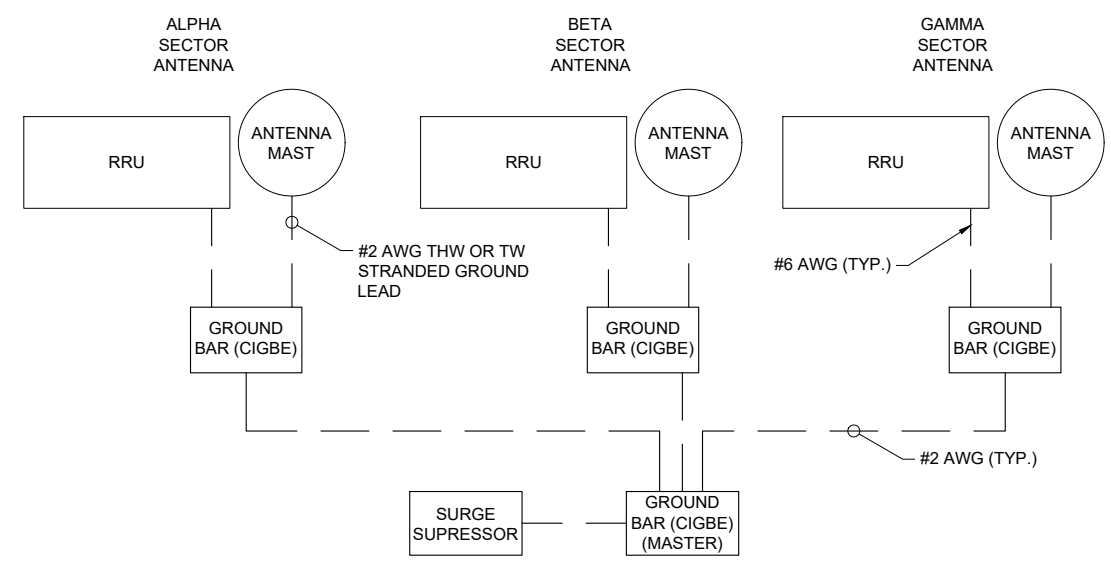 ALPHA
SECTOR
ANTENNA
BETA
SECTOR
ANTENNA
GAMMA
SECTOR
ANTENNA
RRU
ANTENNA
MAST
RRU
ANTENNA
MAST
RRU
ANTENNA
MAST
#2 AWG THW OR TW
STRANDED GROUND
LEAD
#6 AWG (TYP.)
GROUND
BAR (CIGBE)
GROUND
BAR (CIGBE)
GROUND
BAR (CIGBE)
#2 AWG (TYP.)
SURGE
SUPRESSOR
GROUND
BAR (CIGBE)
(MASTER)